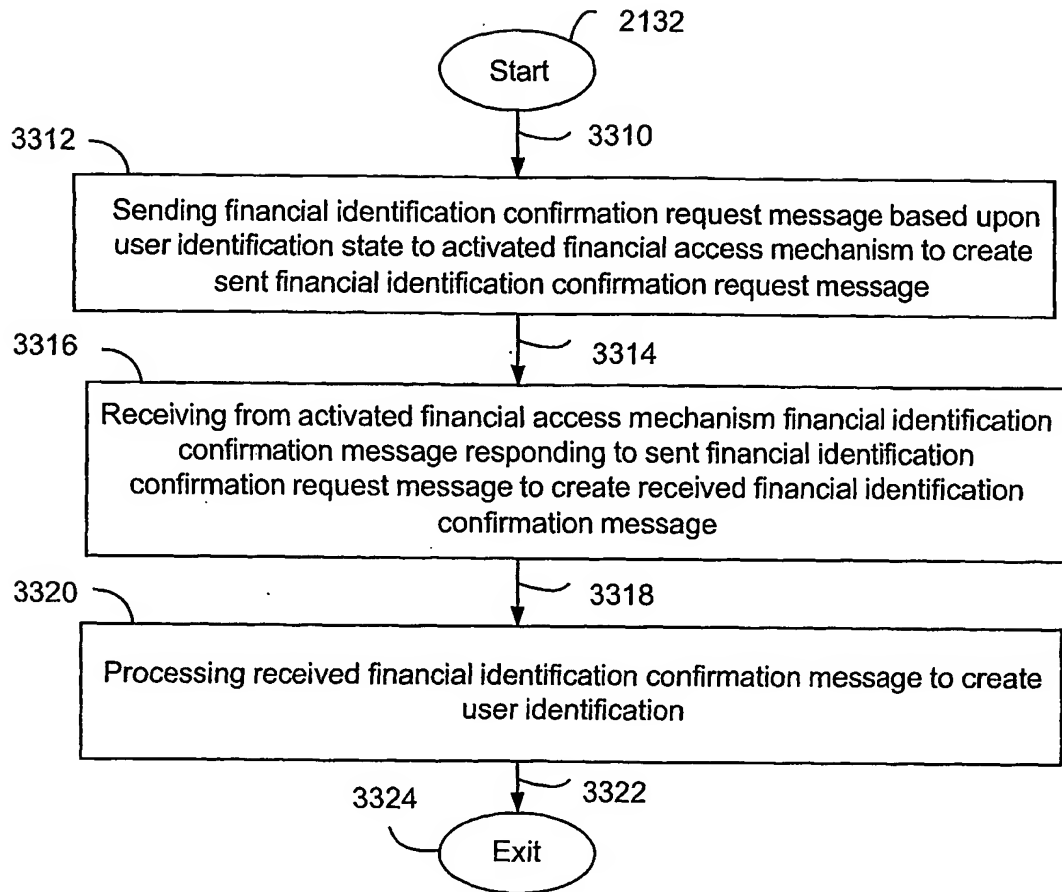 2132
Start
3310
3312
Sending financial identification confirmation request message based upon
user identification state to activated financial access mechanism to create
sent financial identification confirmation request message
3314
3316
Receiving from activated financial access mechanism financial identification
confirmation message responding to sent financial identification
confirmation request message to create received financial identification
confirmation message
3318
3320
Processing received financial identification confirmation message to create
user identification
3322
3324
Exit